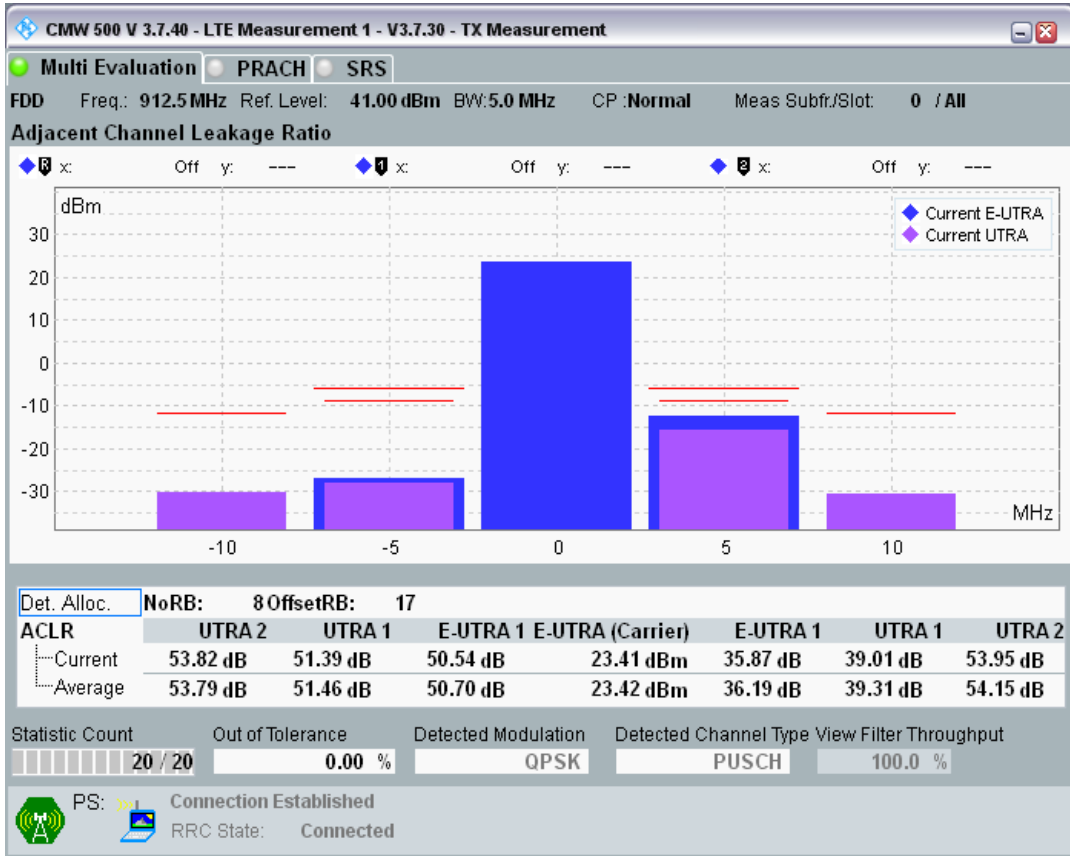 CMW 500 V 3.7.40 - LTE Measurement 1 - V3.7.30 - TX Measurement
Multi Evaluation PRACH SRS
FDD Freq.: 912.5 MHz Ref. Level: 41.00 dBm BW: 5.0 MHz CP :Normal Meas Subfr./Slot: 0 / All
Adjacent Channel Leakage Ratio
R x: Off y: --- 1 x: Off y: --- 2 x: Off y: ---
dBm
Current E-UTRA
Current UTRA
30
20
10
0
-10
-20
-30
MHz
-10 -5 0 5 10
Det. Alloc. NoRB: 8 OffsetRB: 17
ACLR UTRA 2 UTRA 1 E-UTRA 1 E-UTRA (Carrier) E-UTRA 1 UTRA 1 UTRA 2
Current 53.82 dB 51.39 dB 50.54 dB 23.41 dBm 35.87 dB 39.01 dB 53.95 dB
Average 53.79 dB 51.46 dB 50.70 dB 23.42 dBm 36.19 dB 39.31 dB 54.15 dB
Statistic Count Out of Tolerance Detected Modulation Detected Channel Type View Filter Throughput
20 / 20 0.00 % QPSK PUSCH 100.0 %
PS: Connection Established
RRC State: Connected